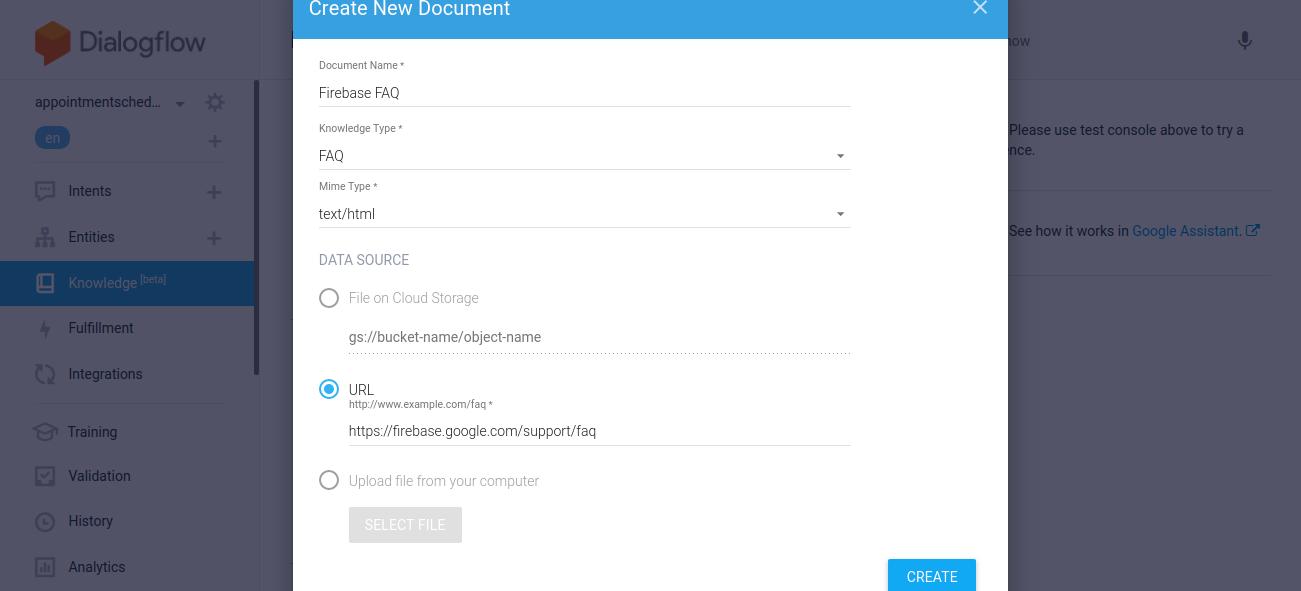 Create New Document
Dialogflow
now
appointmentsched...
en
Intents
Entities
Knowledge [beta]
Fulfillment
Integrations
Training
Validation
History
Analytics
Document Name *
Firebase FAQ
Knowledge Type *
FAQ
Mime Type *
text/html
DATA SOURCE
File on Cloud Storage
gs://bucket-name/object-name
URL
http://www.example.com/faq *
https://firebase.google.com/support/faq
Upload file from your computer
SELECT FILE
CREATE
Please use test console above to try a
ence.
See how it works in Google Assistant.